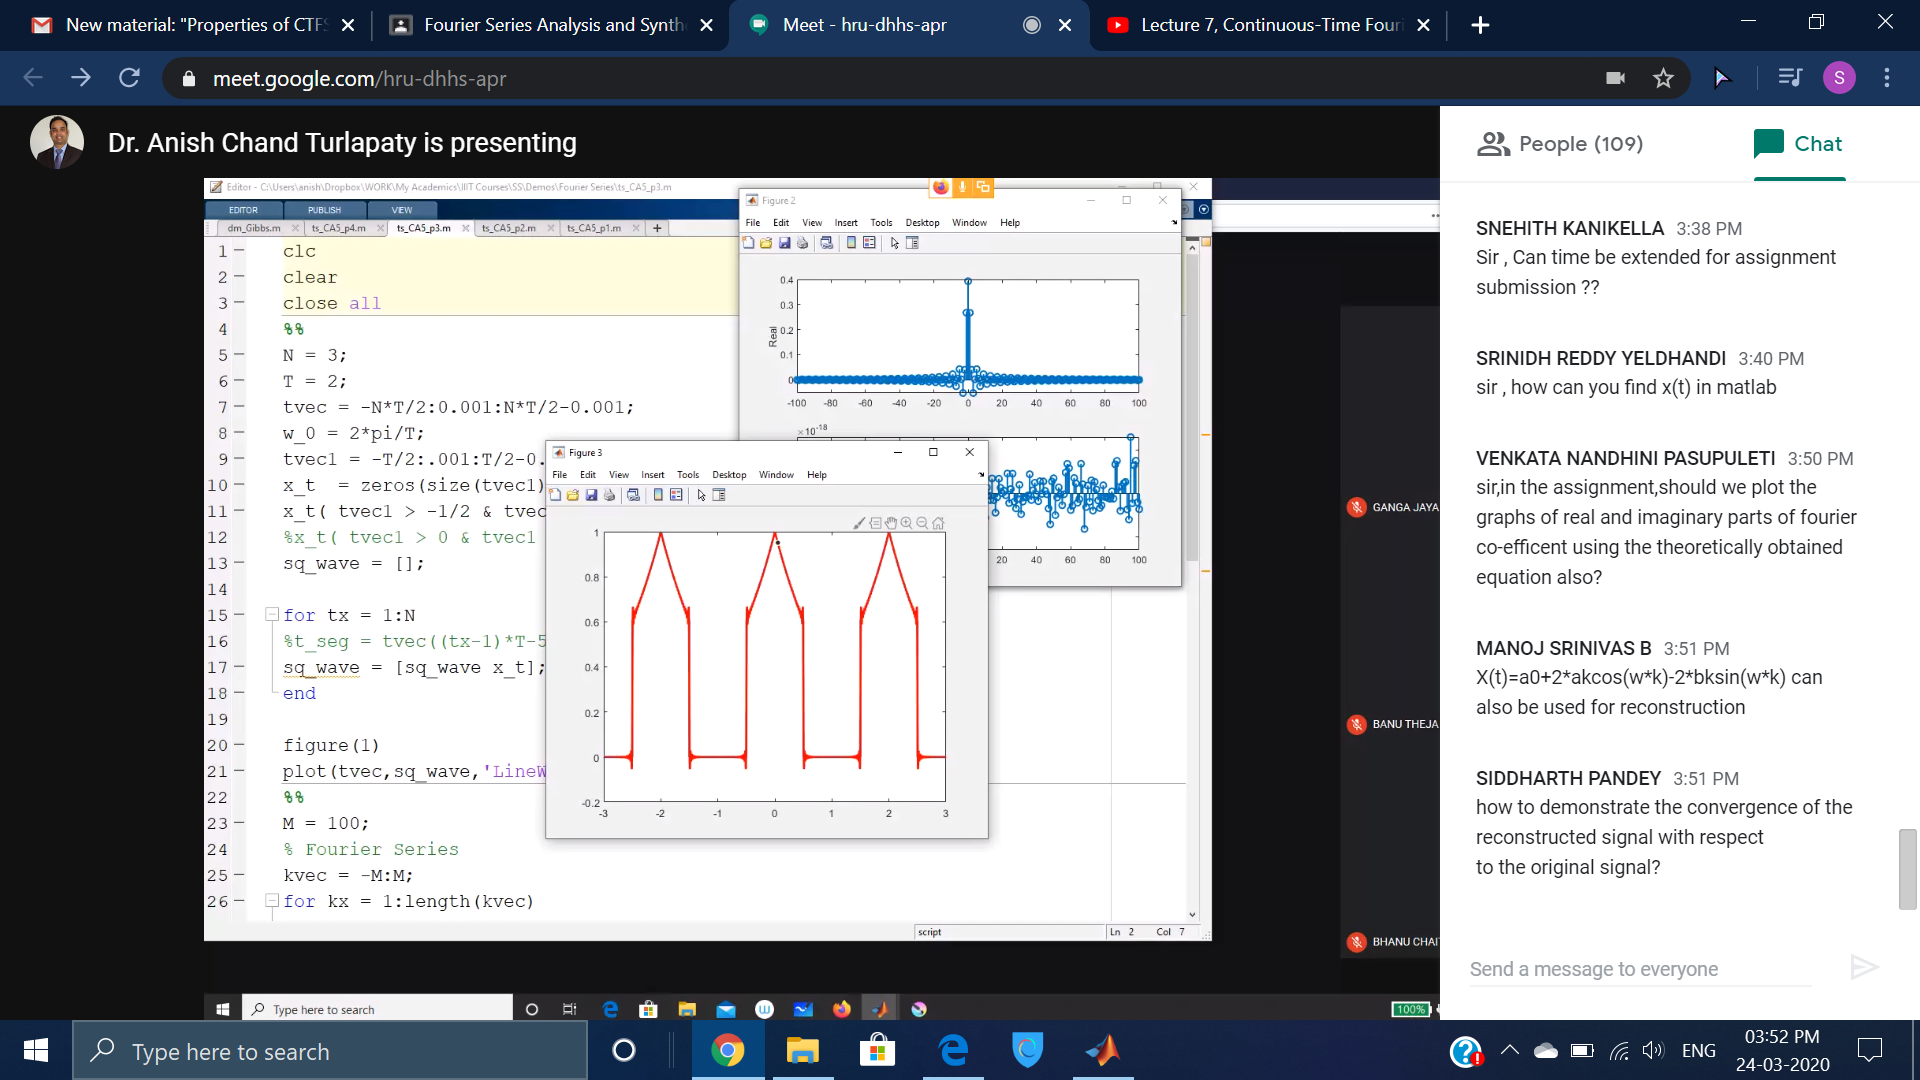 New material: "Properties of CTFS
Fourier Series Analysis and Synth
Meet - hru-dhhs-apr
Lecture 7, Continuous-Time Fouri
meet.google.com/hru-dhhs-apr
S
Dr. Anish Chand Turlapaty is presenting
People (109)
Chat
Editor - C:\Users\anish\Dropbox\WORK\My Academics\IIIT Courses\SS\Demos\Fourier Series\ts_CA5_p3.m
EDITOR PUBLISH VIEW
dm_Gibbs.m ts_CA5_p4.m ts_CA5_p3.m ts_CA5_p2.m ts_CA5_p1.m
1 clc
2 clear
3 close all
4 %%
5 N = 3;
6 T = 2;
7 tvec = -N*T/2:0.001:N*T/2-0.001;
8 w_0 = 2*pi/T;
9 tvec1 = -T/2:.001:T/2-0.
10 x_t = zeros(size(tvec1)
11 x_t( tvec1 > -1/2 & tvec
12 %x_t( tvec1 > 0 & tvec1
13 sq_wave = [];
14
15 for tx = 1:N
16 %t_seg = tvec((tx-1)*T-5
17 sq_wave = [sq_wave x_t];
18 end
19
20 figure(1)
21 plot(tvec,sq_wave,'LineW
22 %%
23 M = 100;
24 % Fourier Series
25 kvec = -M:M;
26 for kx = 1:length(kvec)
script
Ln 2 Col 7
Figure 2
File Edit View Insert Tools Desktop Window Help
0.4
0.3
0.2
0.1
0
Real
-100 -80 -60 -40 -20 0 20 40 60 80 100
×10-18
20 40 60 80 100
Figure 3
File Edit View Insert Tools Desktop Window Help
1
0.8
0.6
0.4
0.2
0
-0.2
-3 -2 -1 0 1 2 3
GANGA JAYA
BANU THEJA
BHANU CHAI
SNEHITH KANIKELLA 3:38 PM
Sir , Can time be extended for assignment
submission ??
SRINIDH REDDY YELDHANDI 3:40 PM
sir , how can you find x(t) in matlab
VENKATA NANDHINI PASUPULETI 3:50 PM
sir,in the assignment,should we plot the
graphs of real and imaginary parts of fourier
co-efficent using the theoretically obtained
equation also?
MANOJ SRINIVAS B 3:51 PM
X(t)=a0+2*akcos(w*k)-2*bksin(w*k) can
also be used for reconstruction
SIDDHARTH PANDEY 3:51 PM
how to demonstrate the convergence of the
reconstructed signal with respect
to the original signal?
Send a message to everyone
Type here to search
100%
Type here to search
ENG
03:52 PM
24-03-2020